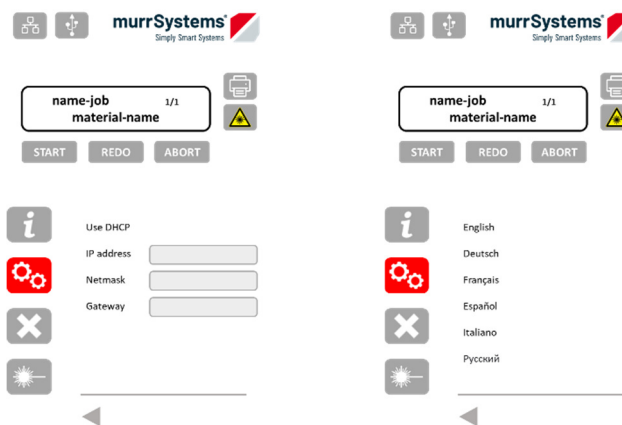 murrSystems
Simply Smart Systems
name-job 1/1
material-name
START REDO ABORT
i
Use DHCP
IP address
Netmask
Gateway
murrSystems
Simply Smart Systems
name-job 1/1
material-name
START REDO ABORT
i
English
Deutsch
Français
Español
Italiano
Русский